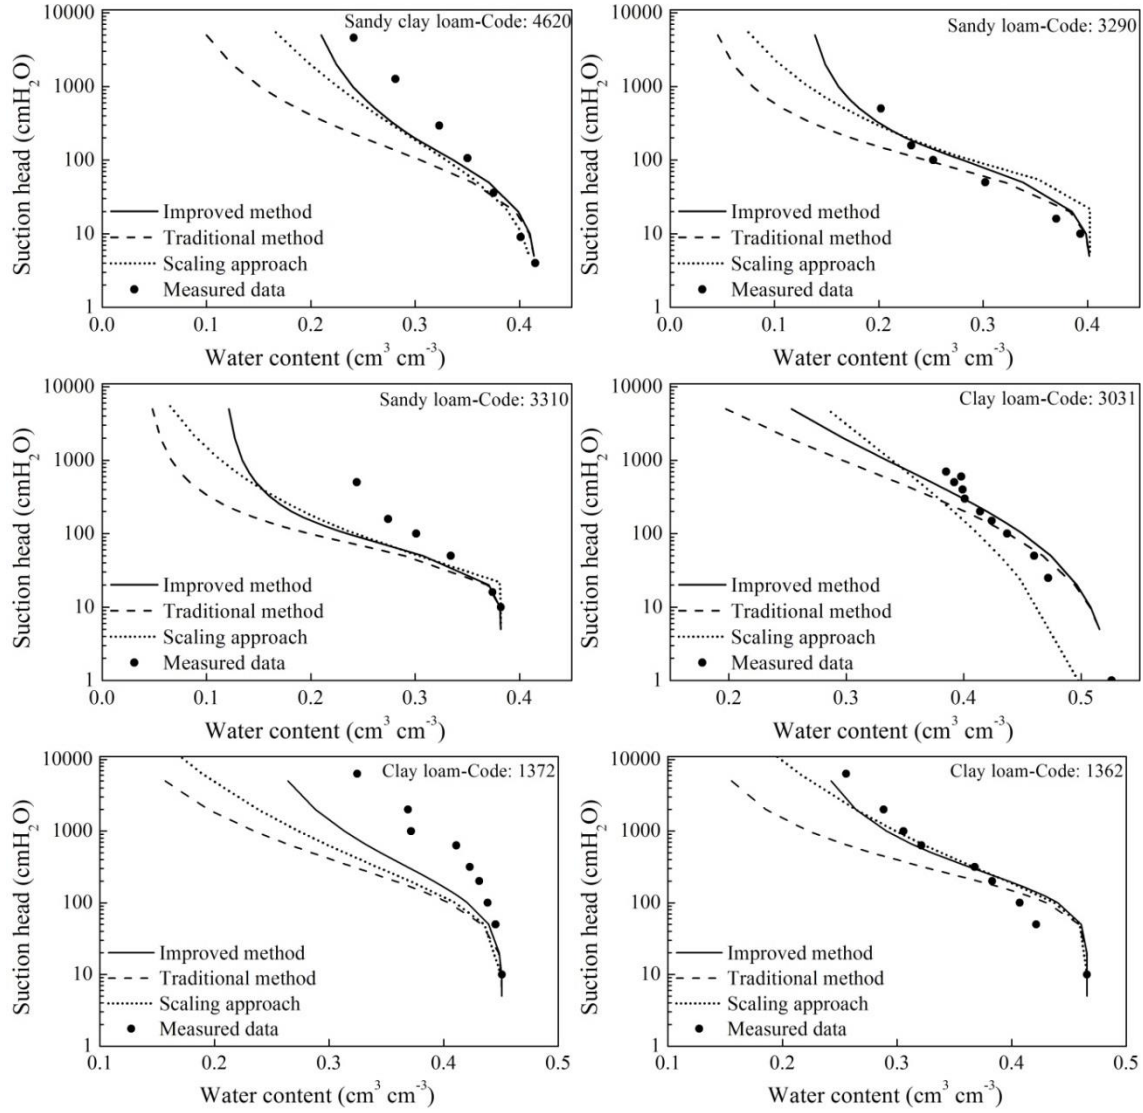 Sandy clay loam-Code: 4620
10000
1000
100
10
1
Suction head (cmH₂O)
Improved method
Traditional method
Scaling approach
Measured data
0.0 0.1 0.2 0.3 0.4
Water content (cm³ cm⁻³)
Sandy loam-Code: 3290
10000
1000
100
10
1
Suction head (cmH₂O)
Improved method
Traditional method
Scaling approach
Measured data
0.0 0.1 0.2 0.3 0.4
Water content (cm³ cm⁻³)
Sandy loam-Code: 3310
10000
1000
100
10
1
Suction head (cmH₂O)
Improved method
Traditional method
Scaling approach
Measured data
0.0 0.1 0.2 0.3 0.4
Water content (cm³ cm⁻³)
Clay loam-Code: 3031
10000
1000
100
10
1
Suction head (cmH₂O)
Improved method
Traditional method
Scaling approach
Measured data
0.2 0.3 0.4 0.5
Water content (cm³ cm⁻³)
Clay loam-Code: 1372
10000
1000
100
10
1
Suction head (cmH₂O)
Improved method
Traditional method
Scaling approach
Measured data
0.1 0.2 0.3 0.4 0.5
Water content (cm³ cm⁻³)
Clay loam-Code: 1362
10000
1000
100
10
1
Suction head (cmH₂O)
Improved method
Traditional method
Scaling approach
Measured data
0.1 0.2 0.3 0.4 0.5
Water content (cm³ cm⁻³)